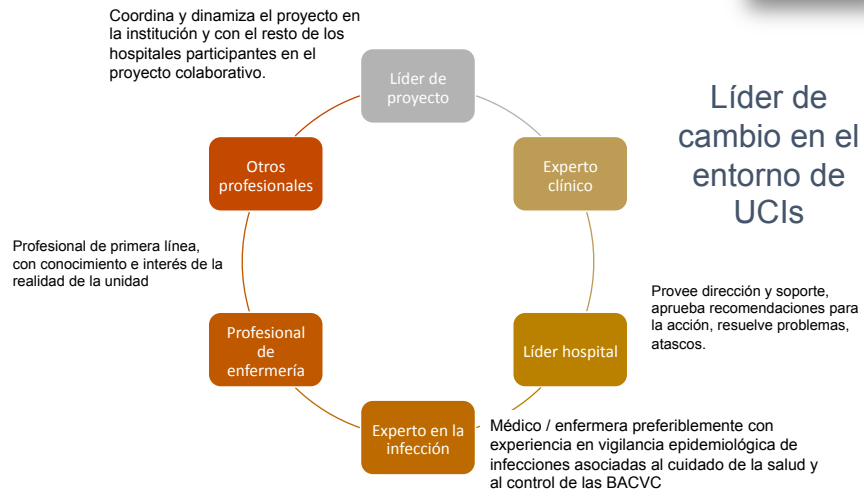 Coordina y dinamiza el proyecto en
la institución y con el resto de los
hospitales participantes en el
proyecto colaborativo.
Líder de
proyecto
Líder de
cambio en el
entorno de
UCIs
Otros
profesionales
Experto
clínico
Profesional de primera línea,
con conocimiento e interés de la
realidad de la unidad
Provee dirección y soporte,
aprueba recomendaciones para
la acción, resuelve problemas,
atascos.
Profesional
de
enfermería
Líder hospital
Experto en la
infección
Médico / enfermera preferiblemente con
experiencia en vigilancia epidemiológica de
infecciones asociadas al cuidado de la salud y
al control de las BACVC